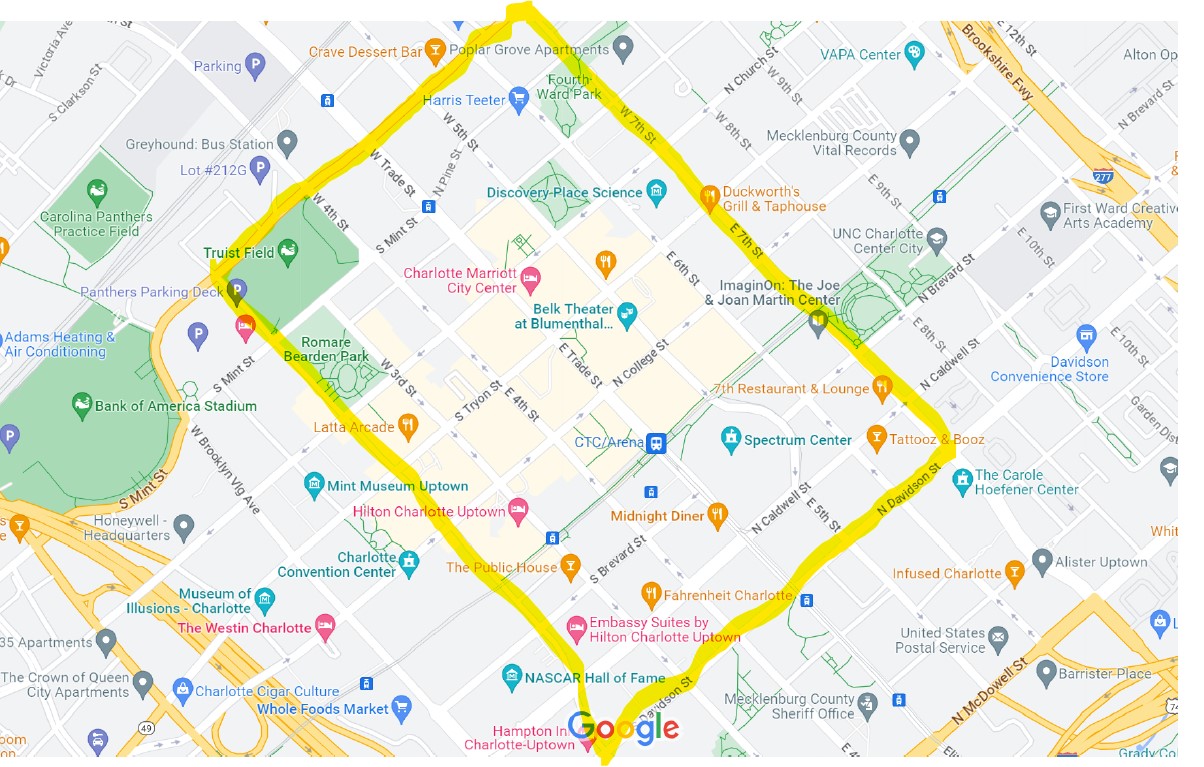 Victoria Ave
S Clarkson St
Dr
Parking
P
Crave Dessert Bar
Poplar Grove Apartments
Fourth
Ward Park
N Church St
W 9th St
VAPA Center
Brookshire Fwy
E 12th St
Alton Op
N Brevard St
Harris Teeter
W 5th St
W 7th St
W 8th St
Greyhound: Bus Station
Lot #212G
P
W Trade St
N Pine St
Mecklenburg County
Vital Records
277
Carolina Panthers
Practice Field
W 4th St
S Mint St
Discovery Place Science
Duckworth's
Grill & Taphouse
E 9th St
First Ward Creative
Arts Academy
Truist Field
E 7th St
UNC Charlotte
Center City
E 10th St
Charlotte Marriott
City Center
E 6th St
ImaginOn: The Joe
& Joan Martin Center
N Brevard St
Panthers Parking Deck
P
Belk Theater
at Blumenthal...
Adams Heating &
Air Conditioning
P
Romare
Bearden Park
E 8th St
E 10th St
S Mint St
W 3rd St
E Trade St
N College St
N Caldwell St
Davidson
Convenience Store
S Tryon St
E 4th St
7th Restaurant & Lounge
Garden Dist
Bank of America Stadium
P
Latta Arcade
CTC/Arena
Spectrum Center
Tattooz & Booz
W Brooklyn Vlg Ave
S Mint St
Mint Museum Uptown
N Davidson St
The Carole
Hoefener Center
Hilton Charlotte Uptown
N Caldwell St
E 5th St
Midnight Diner
Honeywell -
Headquarters
Whit
Charlotte
Convention Center
The Public House
S Brevard St
Infused Charlotte
Alister Uptown
Museum of
Illusions - Charlotte
Fahrenheit Charlotte
The Westin Charlotte
Embassy Suites by
Hilton Charlotte Uptown
35 Apartments
United States
Postal Service
The Crown of Queen
City Apartments
NASCAR Hall of Fame
N McDowell St
Barrister Place
Charlotte Cigar Culture
Whole Foods Market
Davidson St
Mecklenburg County
Sheriff Office
49
74
Hampton Inn
Charlotte-Uptown
Google
oom
on
E 4
Eli
Grady Co